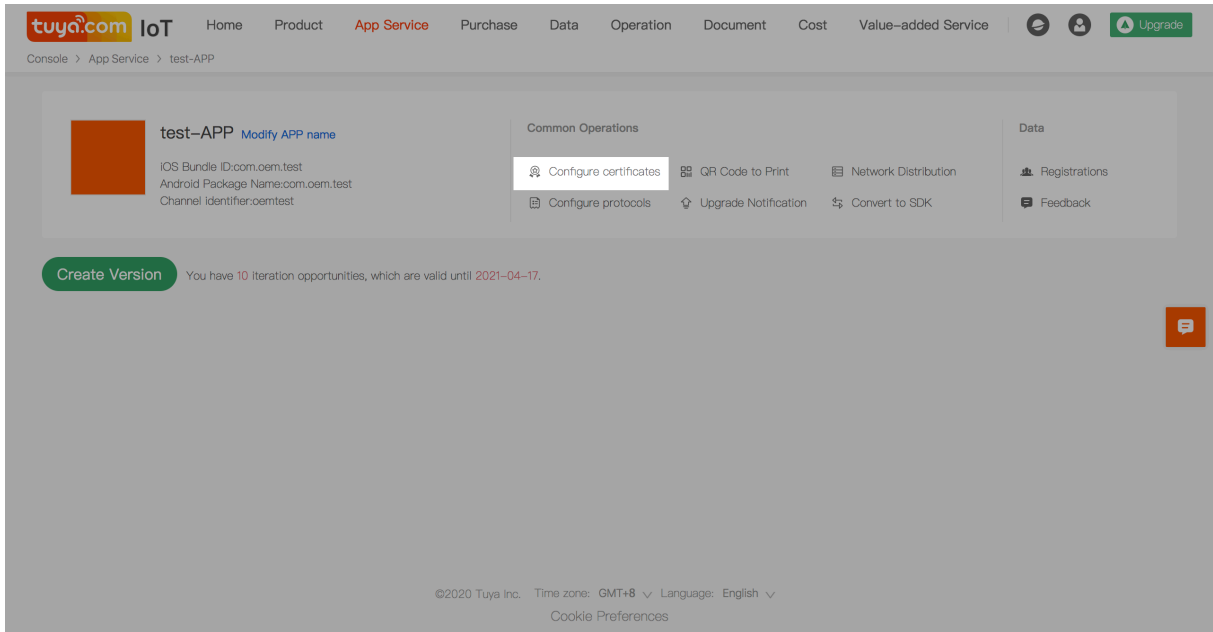 tuya.com IoT Home Product App Service Purchase Data Operation Document Cost Value-added Service Upgrade
Console > App Service > test-APP
test-APP Modify APP name
iOS Bundle ID:com.oem.test
Android Package Name:com.oem.test
Channel identifier:oemtest
Common Operations
Configure certificates QR Code to Print Network Distribution
Configure protocols Upgrade Notification Convert to SDK
Data
Registrations
Feedback
Create Version You have 10 iteration opportunities, which are valid until 2021-04-17.
©2020 Tuya Inc. Time zone: GMT+8 Language: English
Cookie Preferences